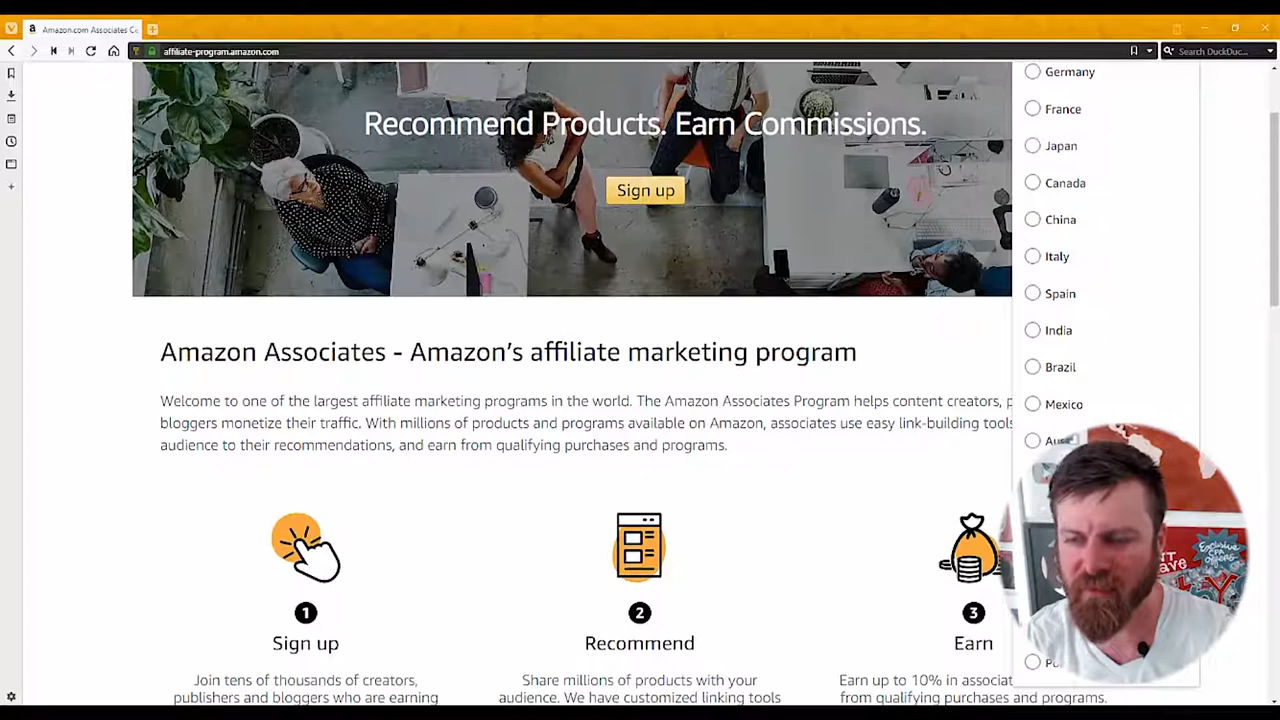 Amazon.com Associates Ce
affiliate-program.amazon.com
Search DuckDuc...
Recommend Products. Earn Commissions.
Sign up
Germany
France
Japan
Canada
China
Italy
Spain
India
Brazil
Mexico
Amazon Associates - Amazon's affiliate marketing program
Welcome to one of the largest affiliate marketing programs in the world. The Amazon Associates Program helps content creators, p
bloggers monetize their traffic. With millions of products and programs available on Amazon, associates use easy link-building tools
audience to their recommendations, and earn from qualifying purchases and programs.
1
Sign up
Join tens of thousands of creators,
publishers and bloggers who are earning
2
Recommend
Share millions of products with your
audience. We have customized linking tools
3
Earn
Earn up to 10% in associat
from qualifying purchases and programs.
Exclusive
CPA
offers